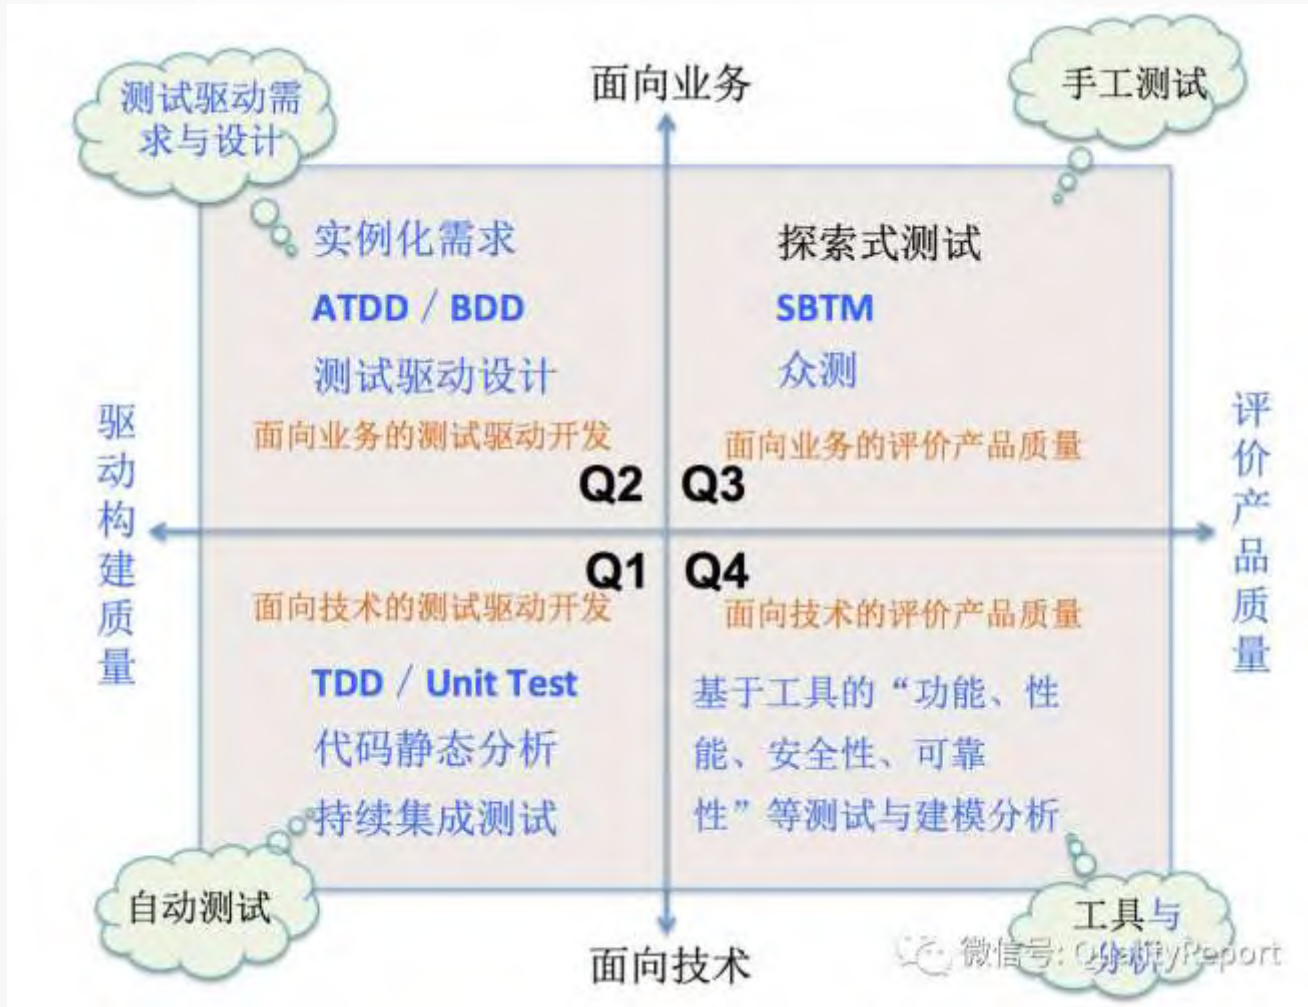 面向业务
测试驱动需
求与设计
手工测试
实例化需求
ATDD / BDD
测试驱动设计
面向业务的测试驱动开发
Q2
探索式测试
SBTM
众测
面向业务的评价产品质量
Q3
驱动构建质量
评价产品质量
Q1
面向技术的测试驱动开发
TDD / Unit Test
代码静态分析
持续集成测试
Q4
面向技术的评价产品质量
基于工具的“功能、性
能、安全性、可靠
性”等测试与建模分析
自动测试
工具与
分析
面向技术
微信号: QualityReport